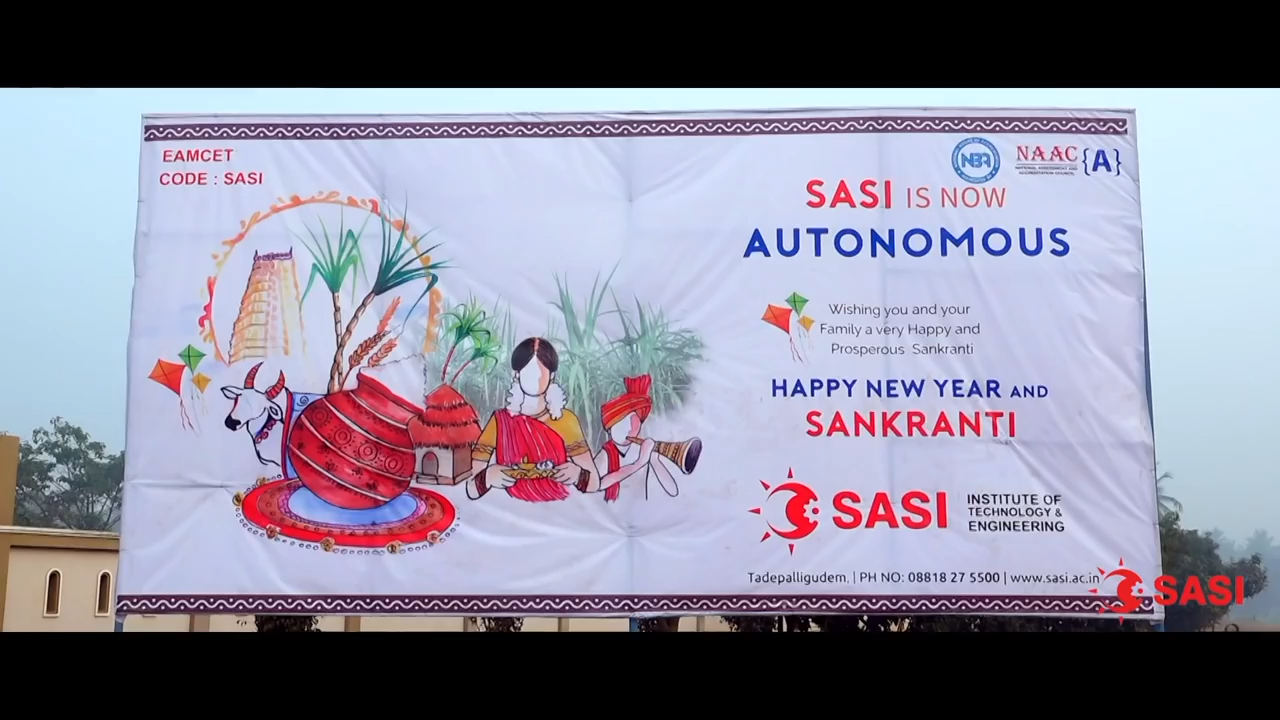 EAMCET
CODE : SASI
NBA
NAAC {A}
NATIONAL ASSESSMENT AND
ACCREDITATION COUNCIL
SASI IS NOW
AUTONOMOUS
Wishing you and your
Family a very Happy and
Prosperous Sankranti
HAPPY NEW YEAR AND
SANKRANTI
SASI
INSTITUTE OF
TECHNOLOGY &
ENGINEERING
Tadepalligudem, | PH NO: 08818 27 5500 | www.sasi.ac.in
SASI